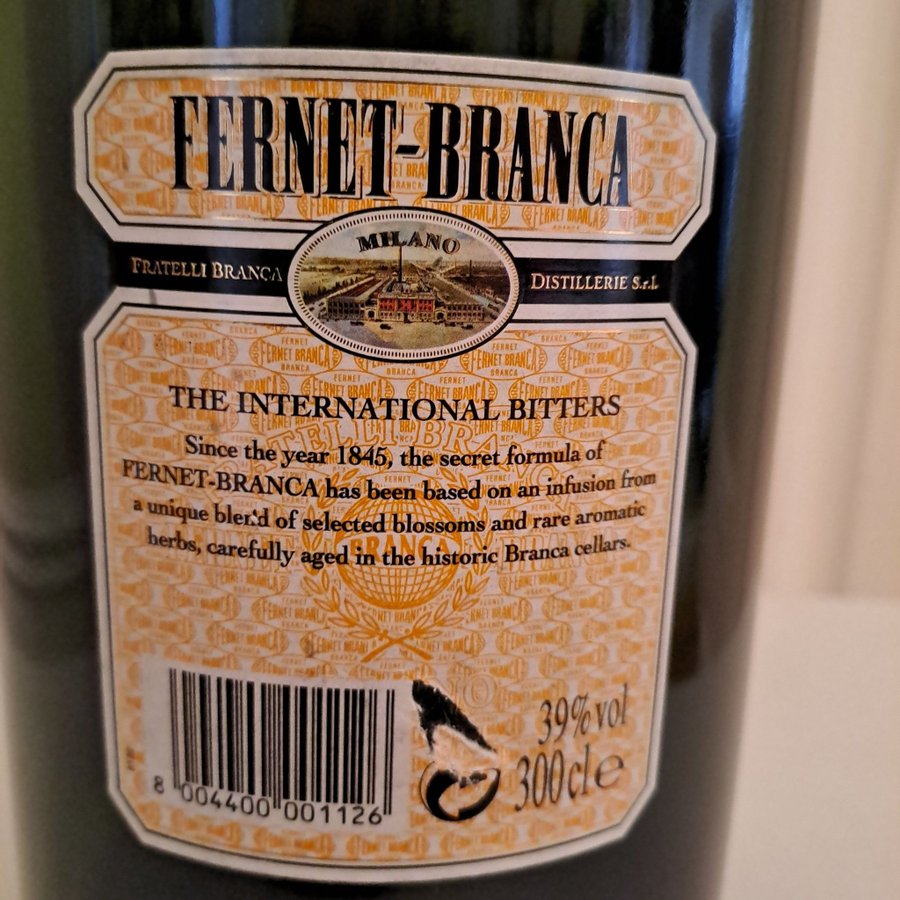 FERNET-BRANCA
MILANO
FRATELLI BRANCA
DISTILLERIE S.r.l.
THE INTERNATIONAL BITTERS
Since the year 1845, the secret formula of
FERNET-BRANCA has been based on an infusion from
a unique blend of selected blossoms and rare aromatic
herbs, carefully aged in the historic Branca cellars.
BRANCA
39% vol
300 cl e
8 004400 001126